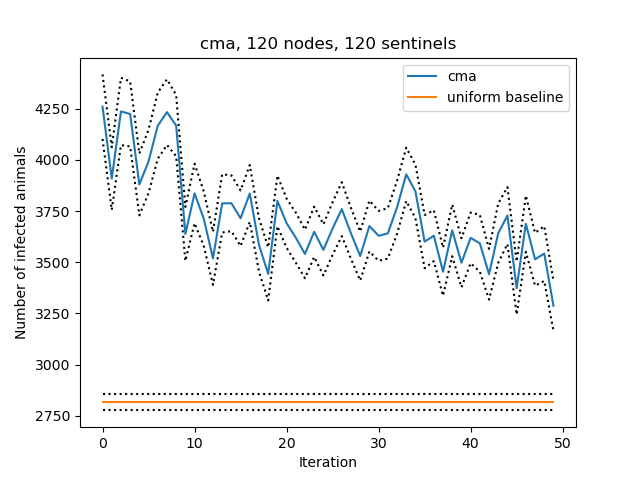 cma, 120 nodes, 120 sentinels
cma
uniform baseline
Number of infected animals
4250
4000
3750
3500
3250
3000
2750
0 10 20 30 40 50
Iteration